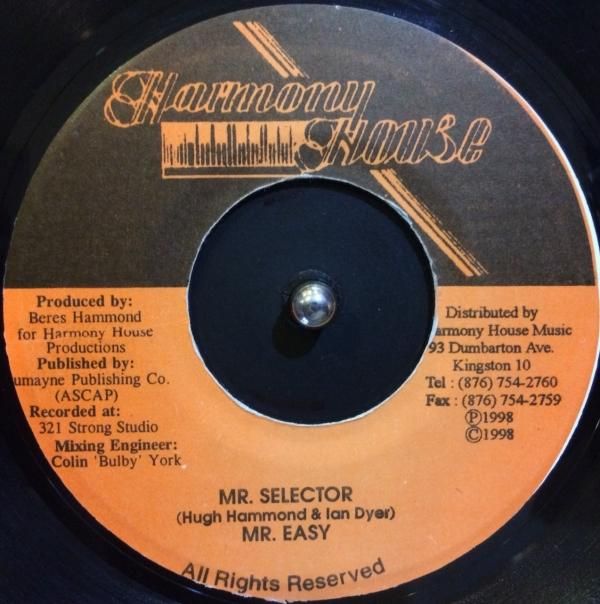 Harmony
House
Produced by:
Beres Hammond
for Harmony House
Productions
Published by:
umayne Publishing Co.
(ASCAP)
Recorded at:
321 Strong Studio
Mixing Engineer:
Colin 'Bulby' York
Distributed by
armony House Music
93 Dumbarton Ave.
Kingston 10
Tel : (876) 754-2760
Fax : (876) 754-2759
Ⓟ1998
©1998
MR. SELECTOR
(Hugh Hammond & Ian Dyer)
MR. EASY
All Rights Reserved